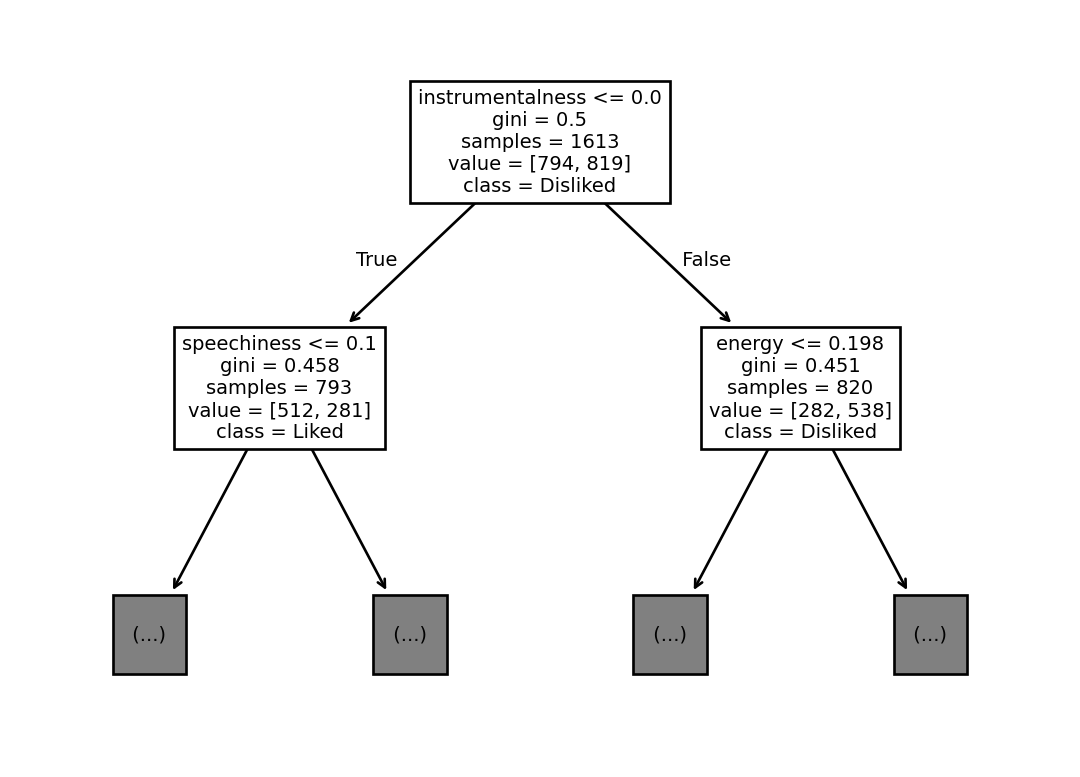 instrumentalness <= 0.0
gini = 0.5
samples = 1613
value = [794, 819]
class = Disliked
True
False
speechiness <= 0.1
gini = 0.458
samples = 793
value = [512, 281]
class = Liked
energy <= 0.198
gini = 0.451
samples = 820
value = [282, 538]
class = Disliked
(...)
(...)
(...)
(...)